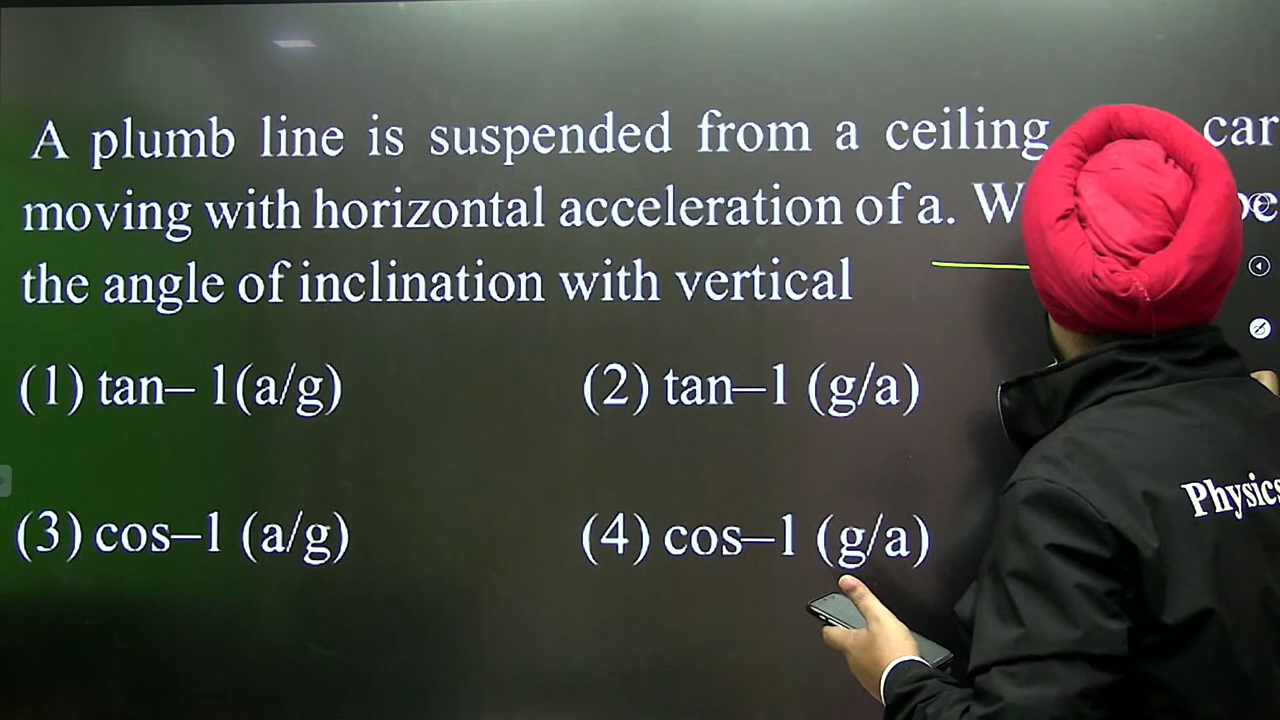 A plumb line is suspended from a ceiling car
moving with horizontal acceleration of a.
the angle of inclination with vertical
(1) tan– 1(a/g) (2) tan–1 (g/a)
(3) cos–1 (a/g) (4) cos–1 (g/a)
Physics